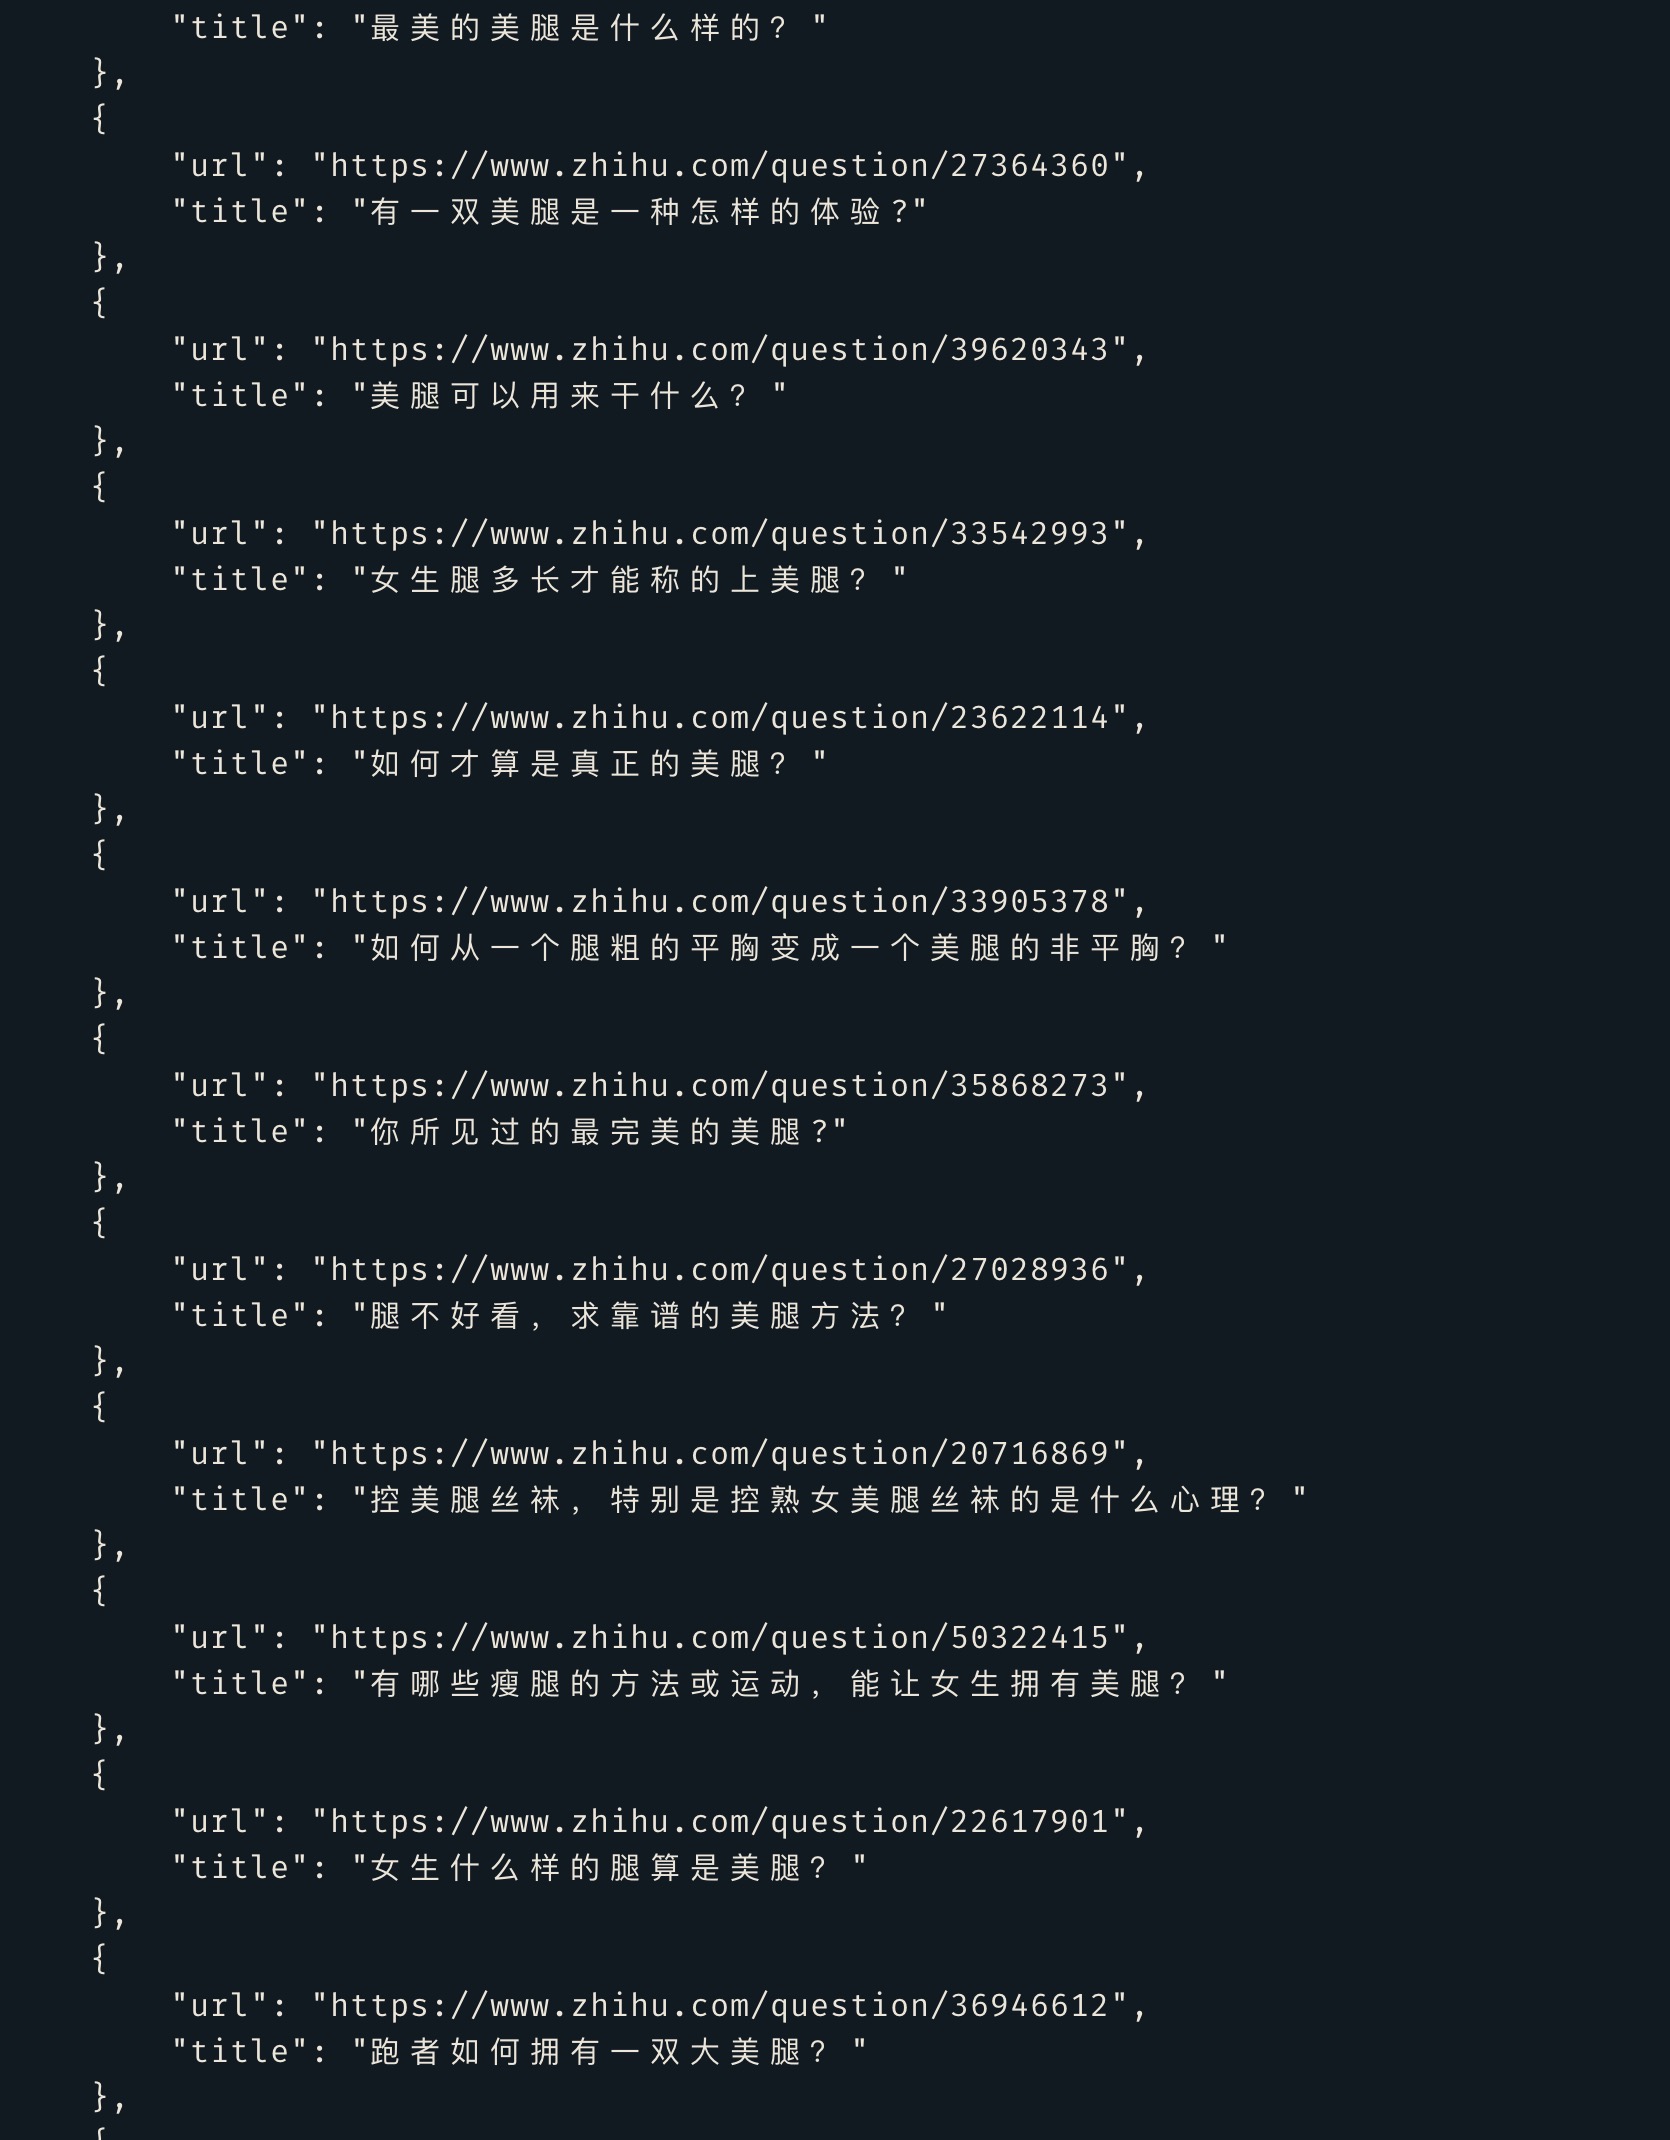 "title": "最美的美腿是什么样的？"
},
{
"url": "https://www.zhihu.com/question/27364360",
"title": "有一双美腿是一种怎样的体验?"
},
{
"url": "https://www.zhihu.com/question/39620343",
"title": "美腿可以用来干什么？"
},
{
"url": "https://www.zhihu.com/question/33542993",
"title": "女生腿多长才能称的上美腿？"
},
{
"url": "https://www.zhihu.com/question/23622114",
"title": "如何才算是真正的美腿？"
},
{
"url": "https://www.zhihu.com/question/33905378",
"title": "如何从一个腿粗的平胸变成一个美腿的非平胸？"
},
{
"url": "https://www.zhihu.com/question/35868273",
"title": "你所见过的最完美的美腿?"
},
{
"url": "https://www.zhihu.com/question/27028936",
"title": "腿不好看，求靠谱的美腿方法？"
},
{
"url": "https://www.zhihu.com/question/20716869",
"title": "控美腿丝袜，特别是控熟女美腿丝袜的是什么心理？"
},
{
"url": "https://www.zhihu.com/question/50322415",
"title": "有哪些瘦腿的方法或运动，能让女生拥有美腿？"
},
{
"url": "https://www.zhihu.com/question/22617901",
"title": "女生什么样的腿算是美腿？"
},
{
"url": "https://www.zhihu.com/question/36946612",
"title": "跑者如何拥有一双大美腿？"
},
{